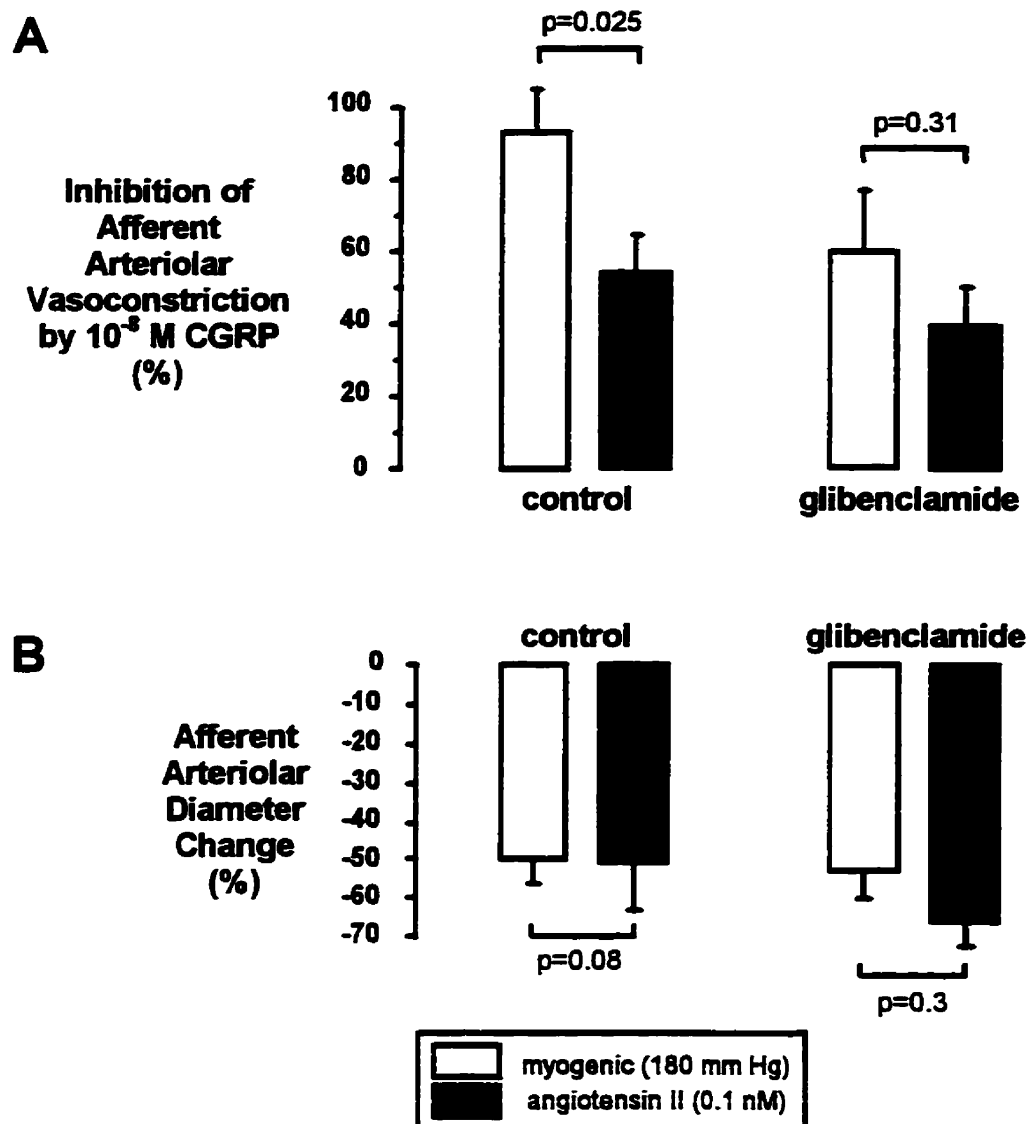 A
p=0.025
p=0.31
100
80
60
40
20
0
Inhibition of
Afferent
Arteriolar
Vasoconstriction
by 10⁻⁸ M CGRP
(%)
control
glibenclamide
B
control
glibenclamide
0
-10
-20
-30
-40
-50
-60
-70
Afferent
Arteriolar
Diameter
Change
(%)
p=0.08
p=0.3
myogenic (180 mm Hg)
angiotensin II (0.1 nM)